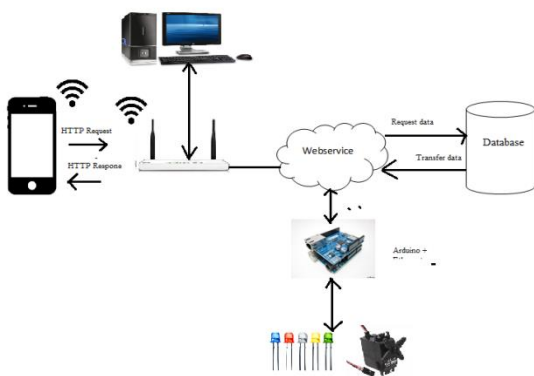 HTTP Request
HTTP Respons
Webservice
Request data
Transfer data
Database
Arduino +